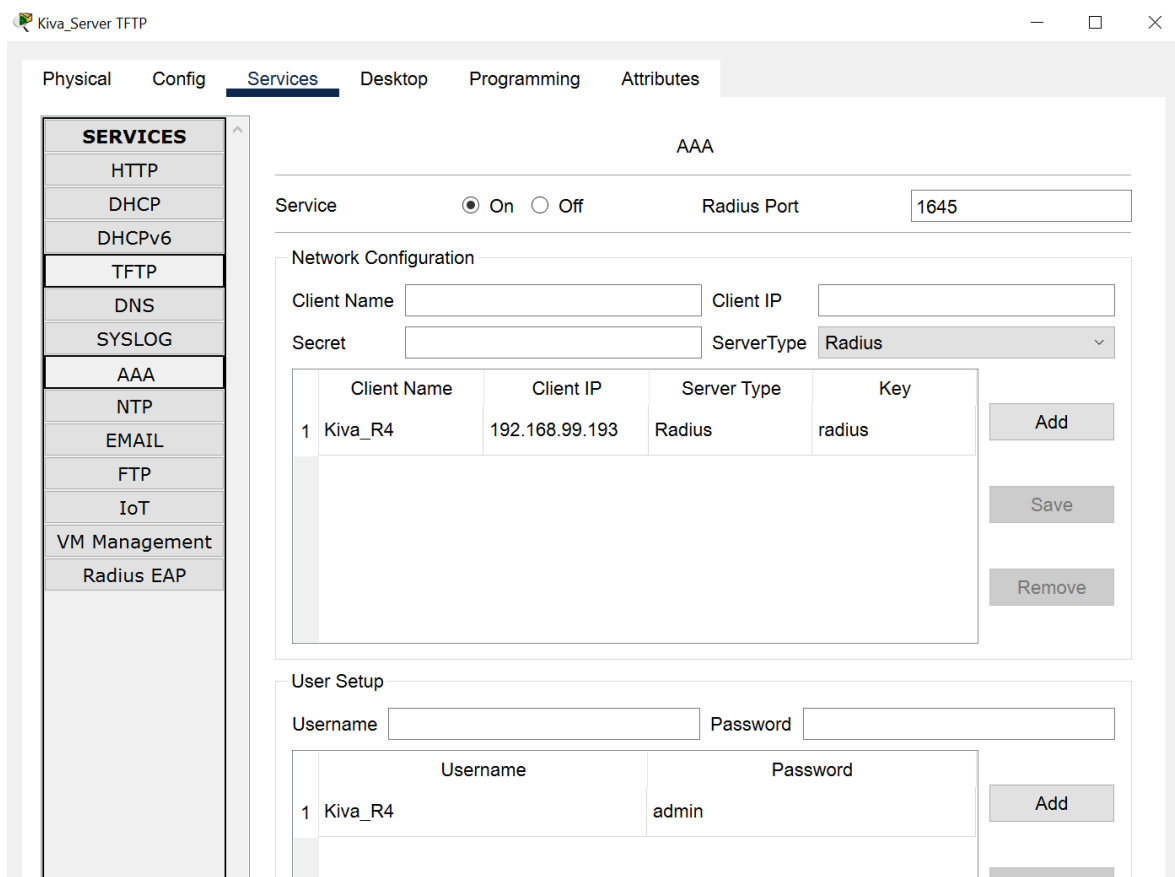 Kiva_Server TFTP
Physical Config Services Desktop Programming Attributes
SERVICES
HTTP
DHCP
DHCPv6
TFTP
DNS
SYSLOG
AAA
NTP
EMAIL
FTP
IoT
VM Management
Radius EAP
AAA
Service On Off Radius Port 1645
Network Configuration
Client Name Client IP
Secret ServerType Radius
Client Name Client IP Server Type Key
1 Kiva_R4 192.168.99.193 Radius radius
Add
Save
Remove
User Setup
Username Password
Username Password
1 Kiva_R4 admin
Add